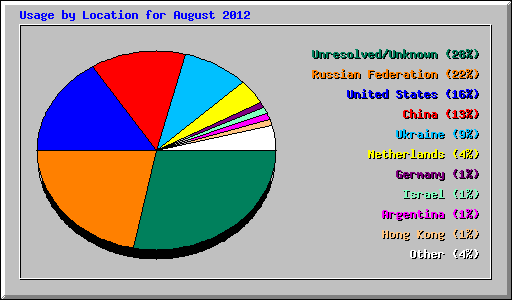 Usage by Location for August 2012
Unresolved/Unknown (28%)
Russian Federation (22%)
United States (16%)
China (13%)
Ukraine (9%)
Netherlands (4%)
Germany (1%)
Israel (1%)
Argentina (1%)
Hong Kong (1%)
Other (4%)